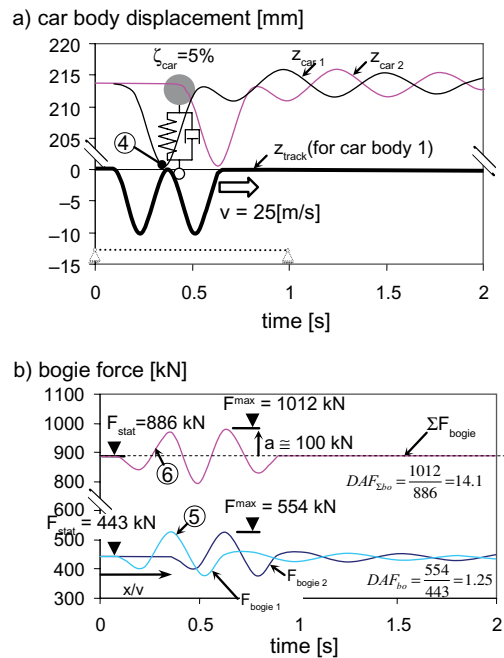 a) car body displacement [mm]
220
215
210
205
0
−5
−10
−15
ζcar=5%
zcar 1
zcar 2
④
ztrack(for car body 1)
v = 25[m/s]
0
0.5
1
1.5
2
time [s]
b) bogie force [kN]
1100
1000
900
800
600
500
400
300
Fstat=886 kN
Fmax = 1012 kN
a ≅ 100 kN
ΣFbogie
⑥
DAFΣbo = 1012/886 = 14.1
Fstat = 443 kN
⑤
Fmax = 554 kN
Fbogie 2
Fbogie 1
x/v
DAFbo = 554/443 = 1.25
0
0.5
1
1.5
2
time [s]